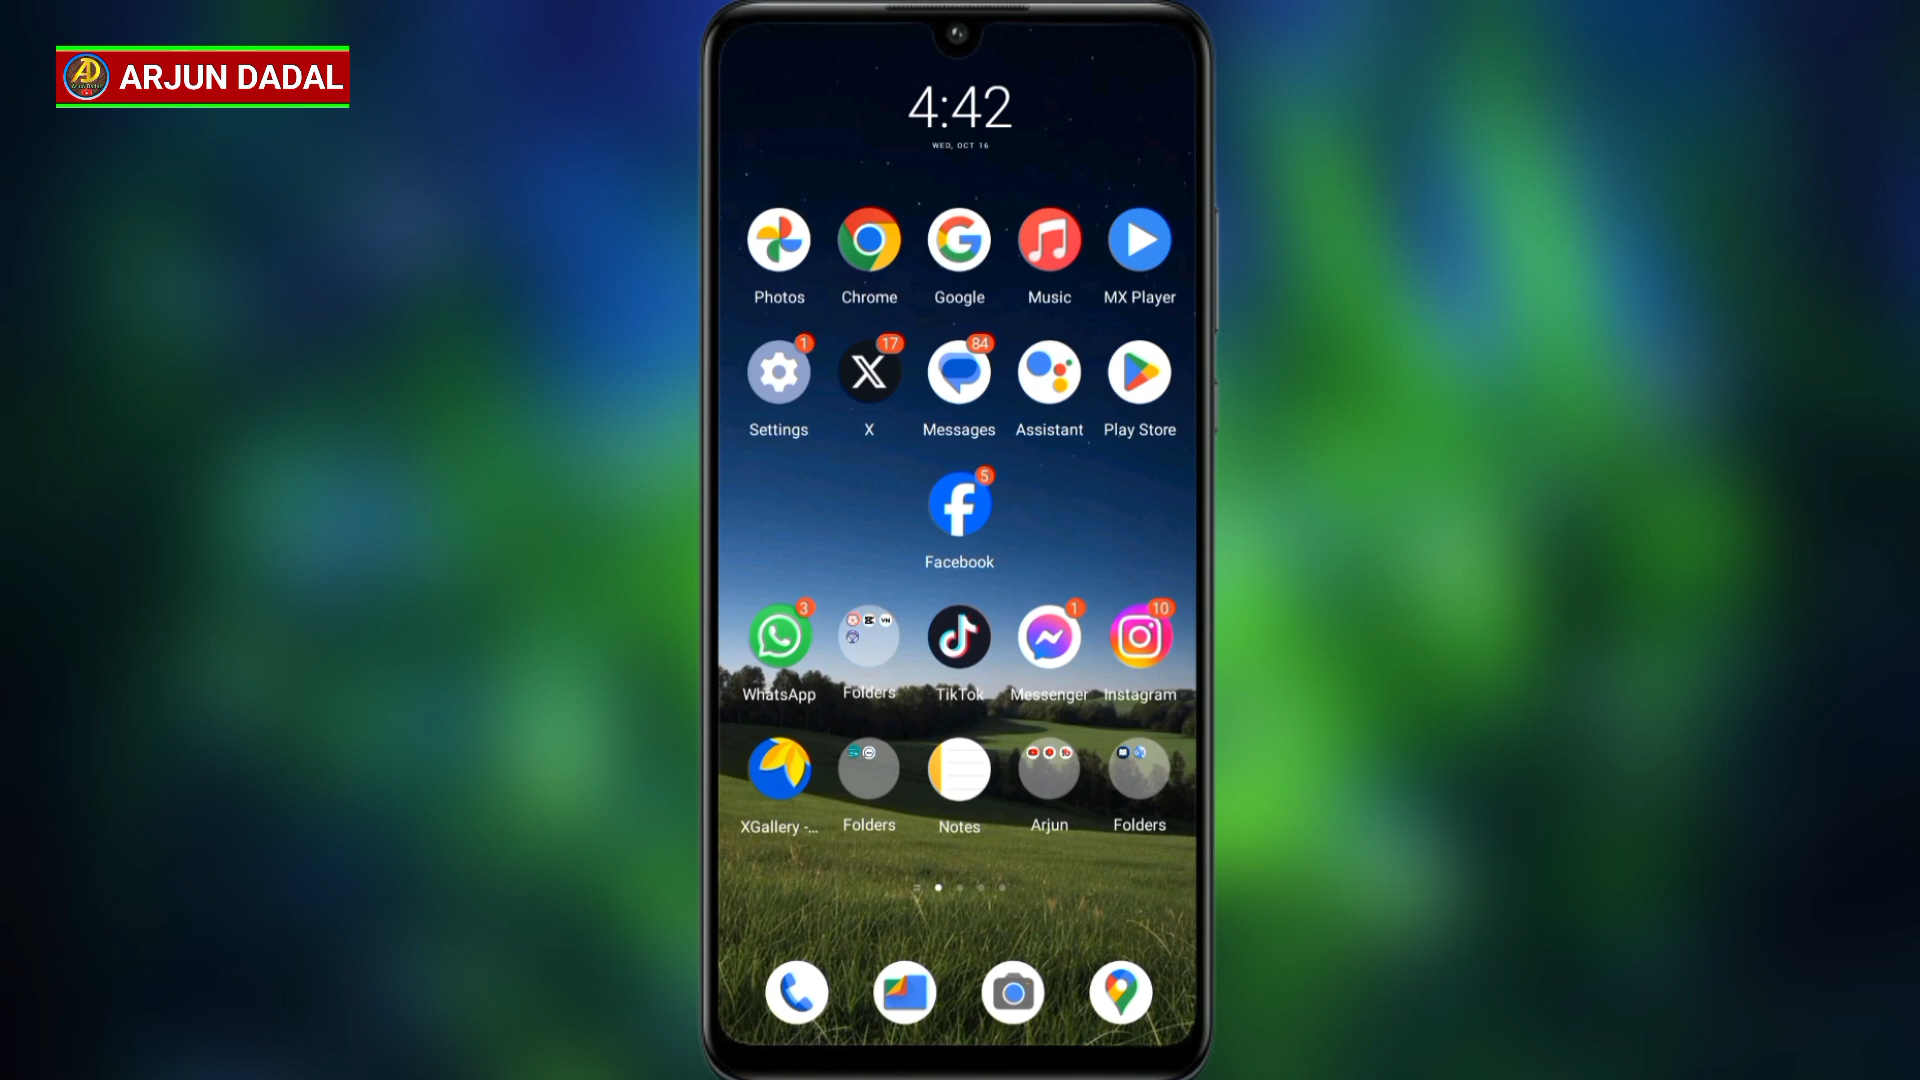 ARJUN DADAL
4:42
WED, OCT 16
Photos Chrome Google Music MX Player
1 17 84
Settings X Messages Assistant Play Store
5
Facebook
3 1 10
WhatsApp Folders TikTok Messenger Instagram
XGallery -... Folders Notes Arjun Folders